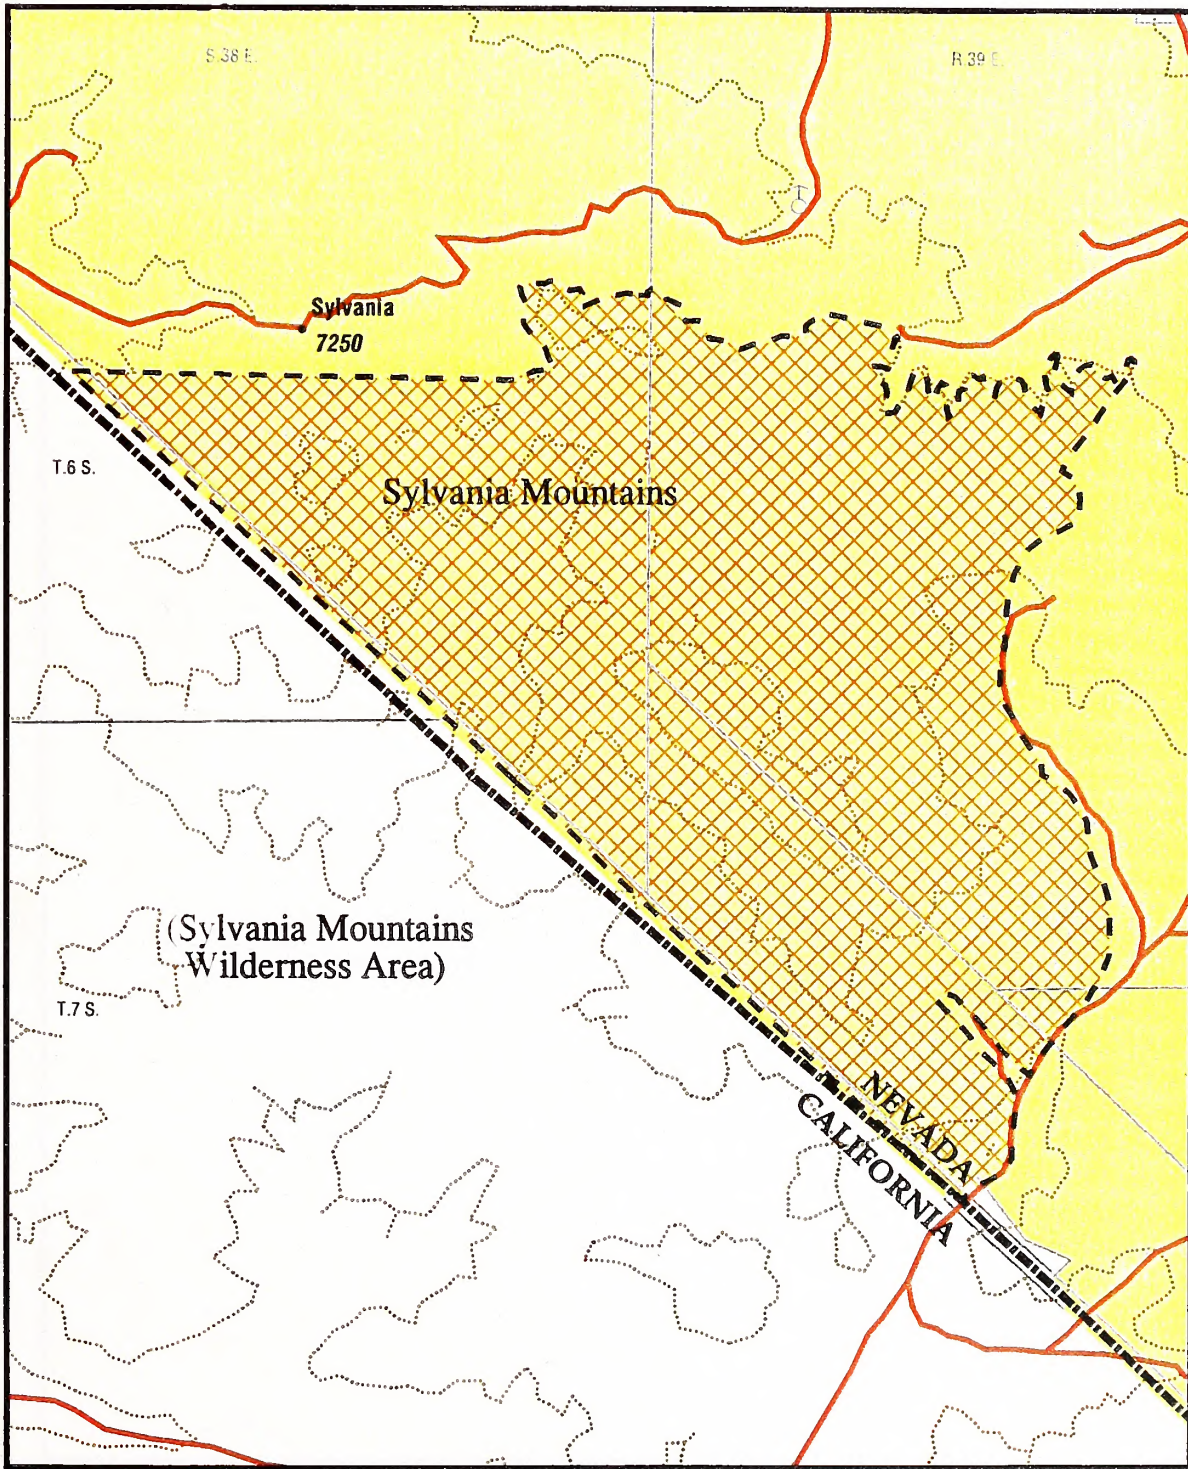 S.38 E.
R.39 E.
Sylvania
7250
T.6 S.
Sylvania Mountains
(Sylvania Mountains
Wilderness Area)
T.7 S.
NEVADA
CALIFORNIA